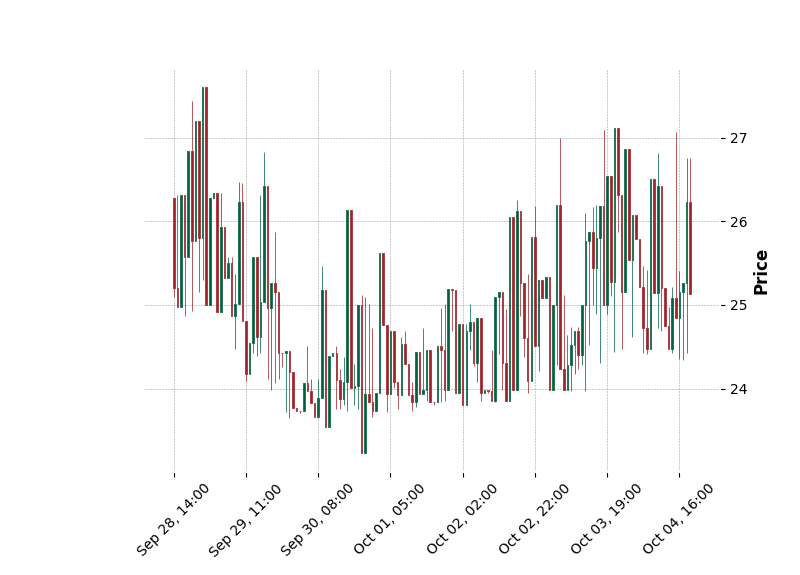 27
26
25
24
Price
Sep 28, 14:00
Sep 29, 11:00
Sep 30, 08:00
Oct 01, 05:00
Oct 02, 02:00
Oct 02, 22:00
Oct 03, 19:00
Oct 04, 16:00